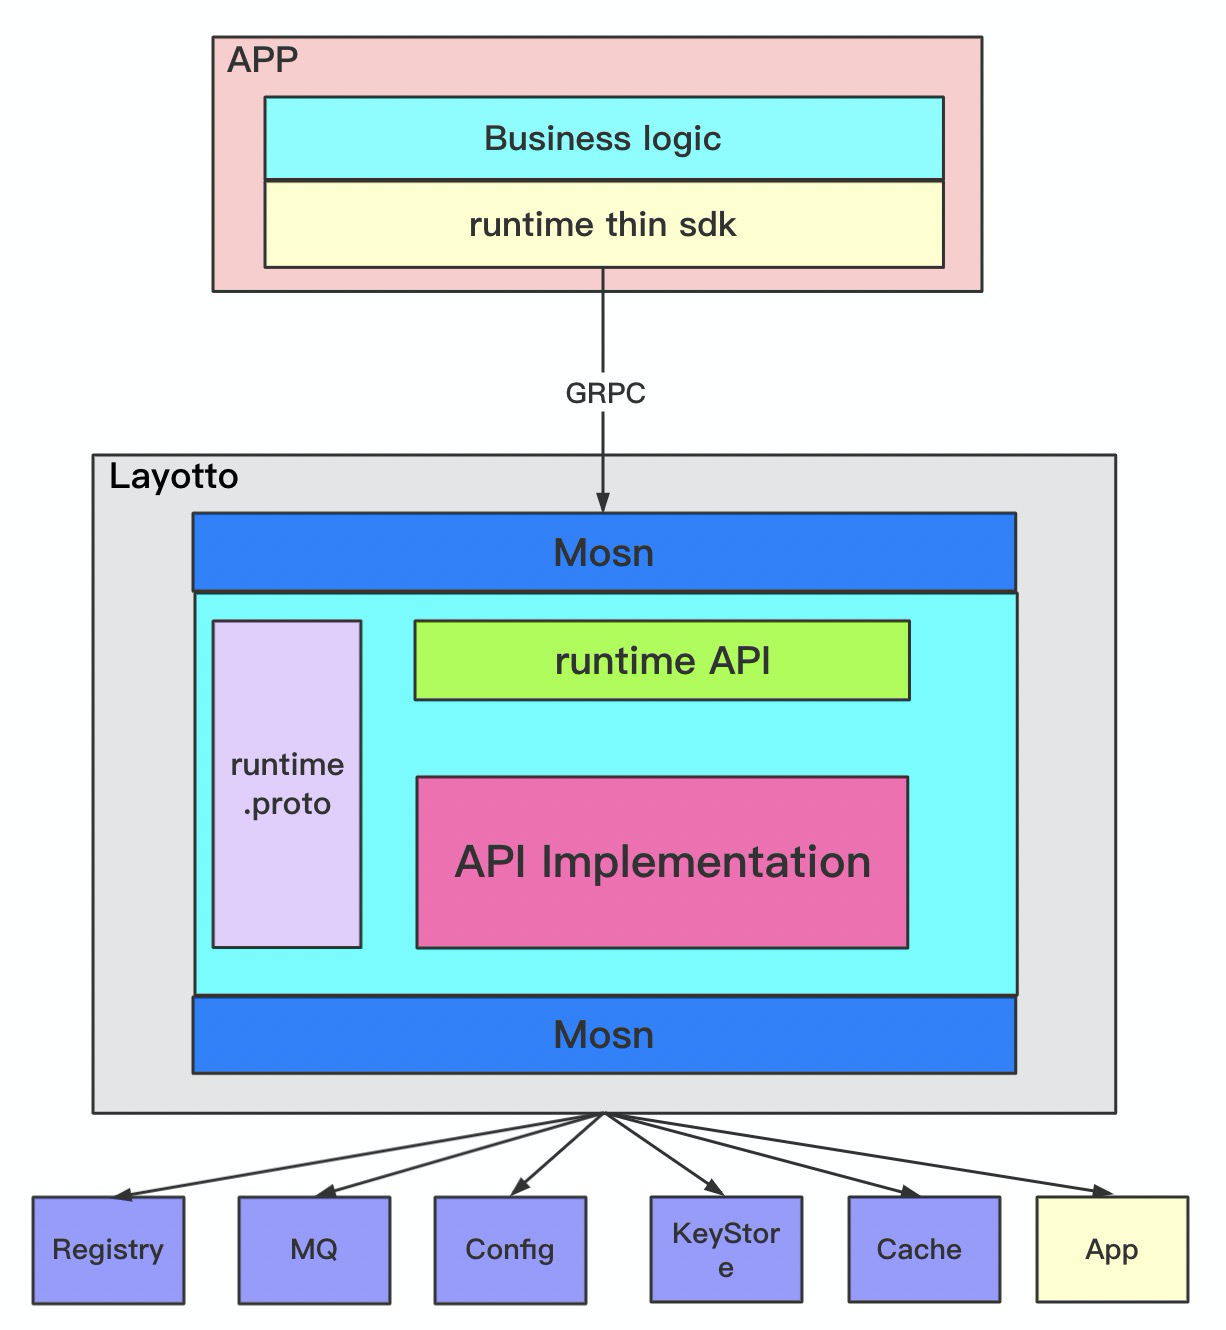 APP
Business logic
runtime thin sdk
GRPC
Layotto
Mosn
runtime API
runtime
.proto
API Implementation
Mosn
Registry
MQ
Config
KeyStor
e
Cache
App